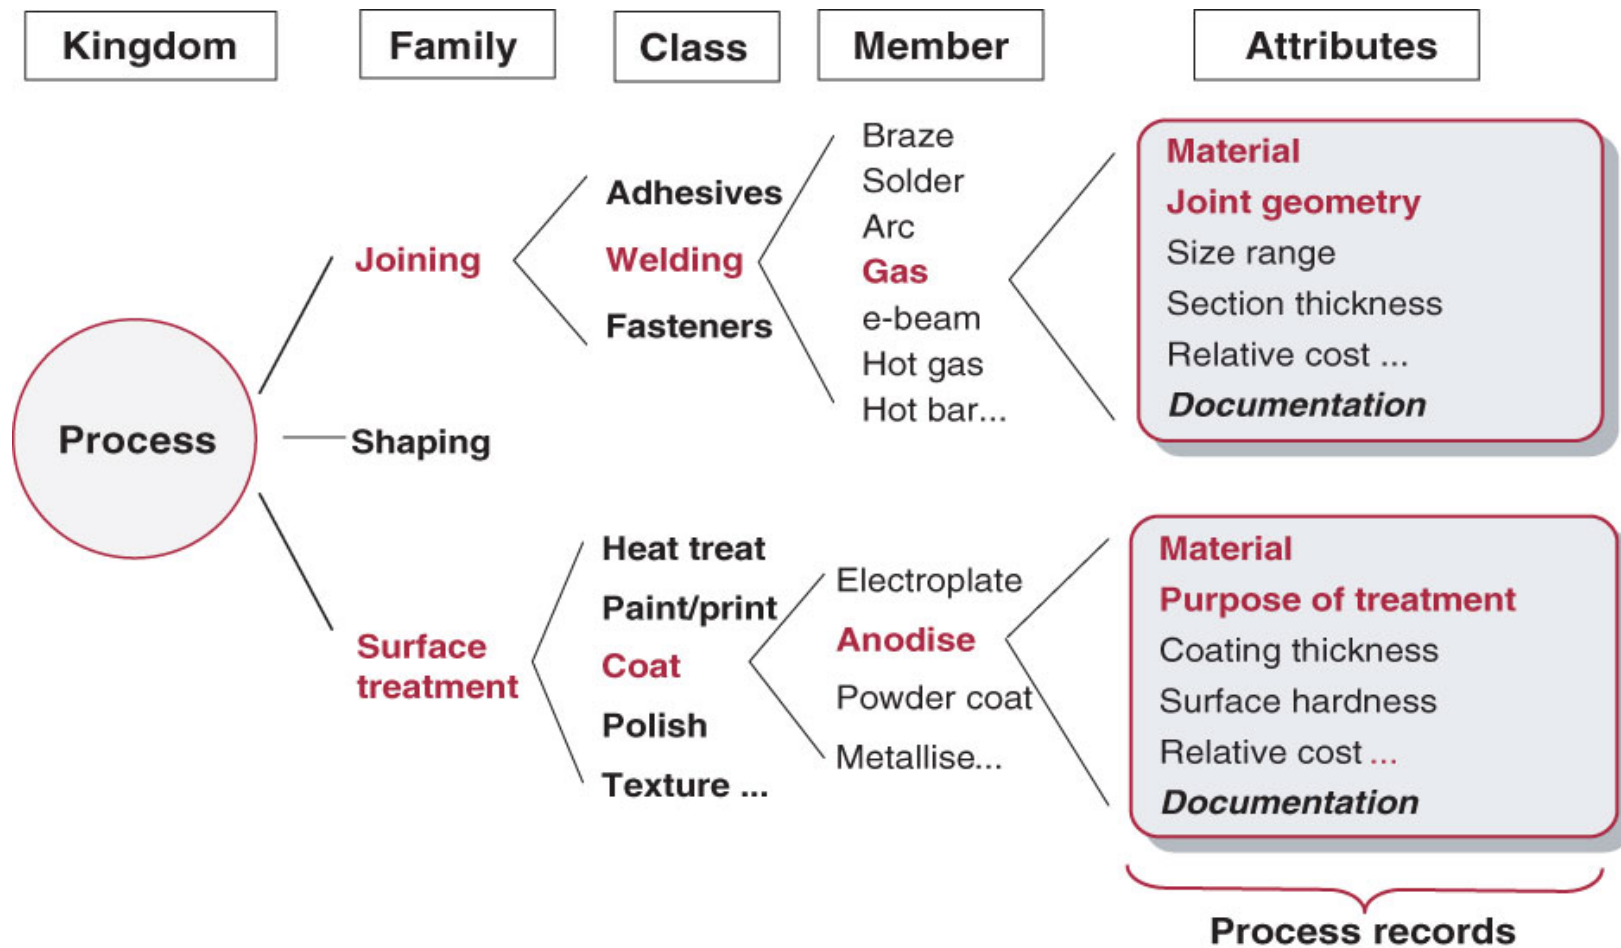 Kingdom
Family
Class
Member
Attributes
Process
Joining
Shaping
Surface
treatment
Adhesives
Welding
Fasteners
Braze
Solder
Arc
Gas
e-beam
Hot gas
Hot bar...
Material
Joint geometry
Size range
Section thickness
Relative cost ...
Documentation
Heat treat
Paint/print
Coat
Polish
Texture ...
Electroplate
Anodise
Powder coat
Metallise...
Material
Purpose of treatment
Coating thickness
Surface hardness
Relative cost ...
Documentation
Process records